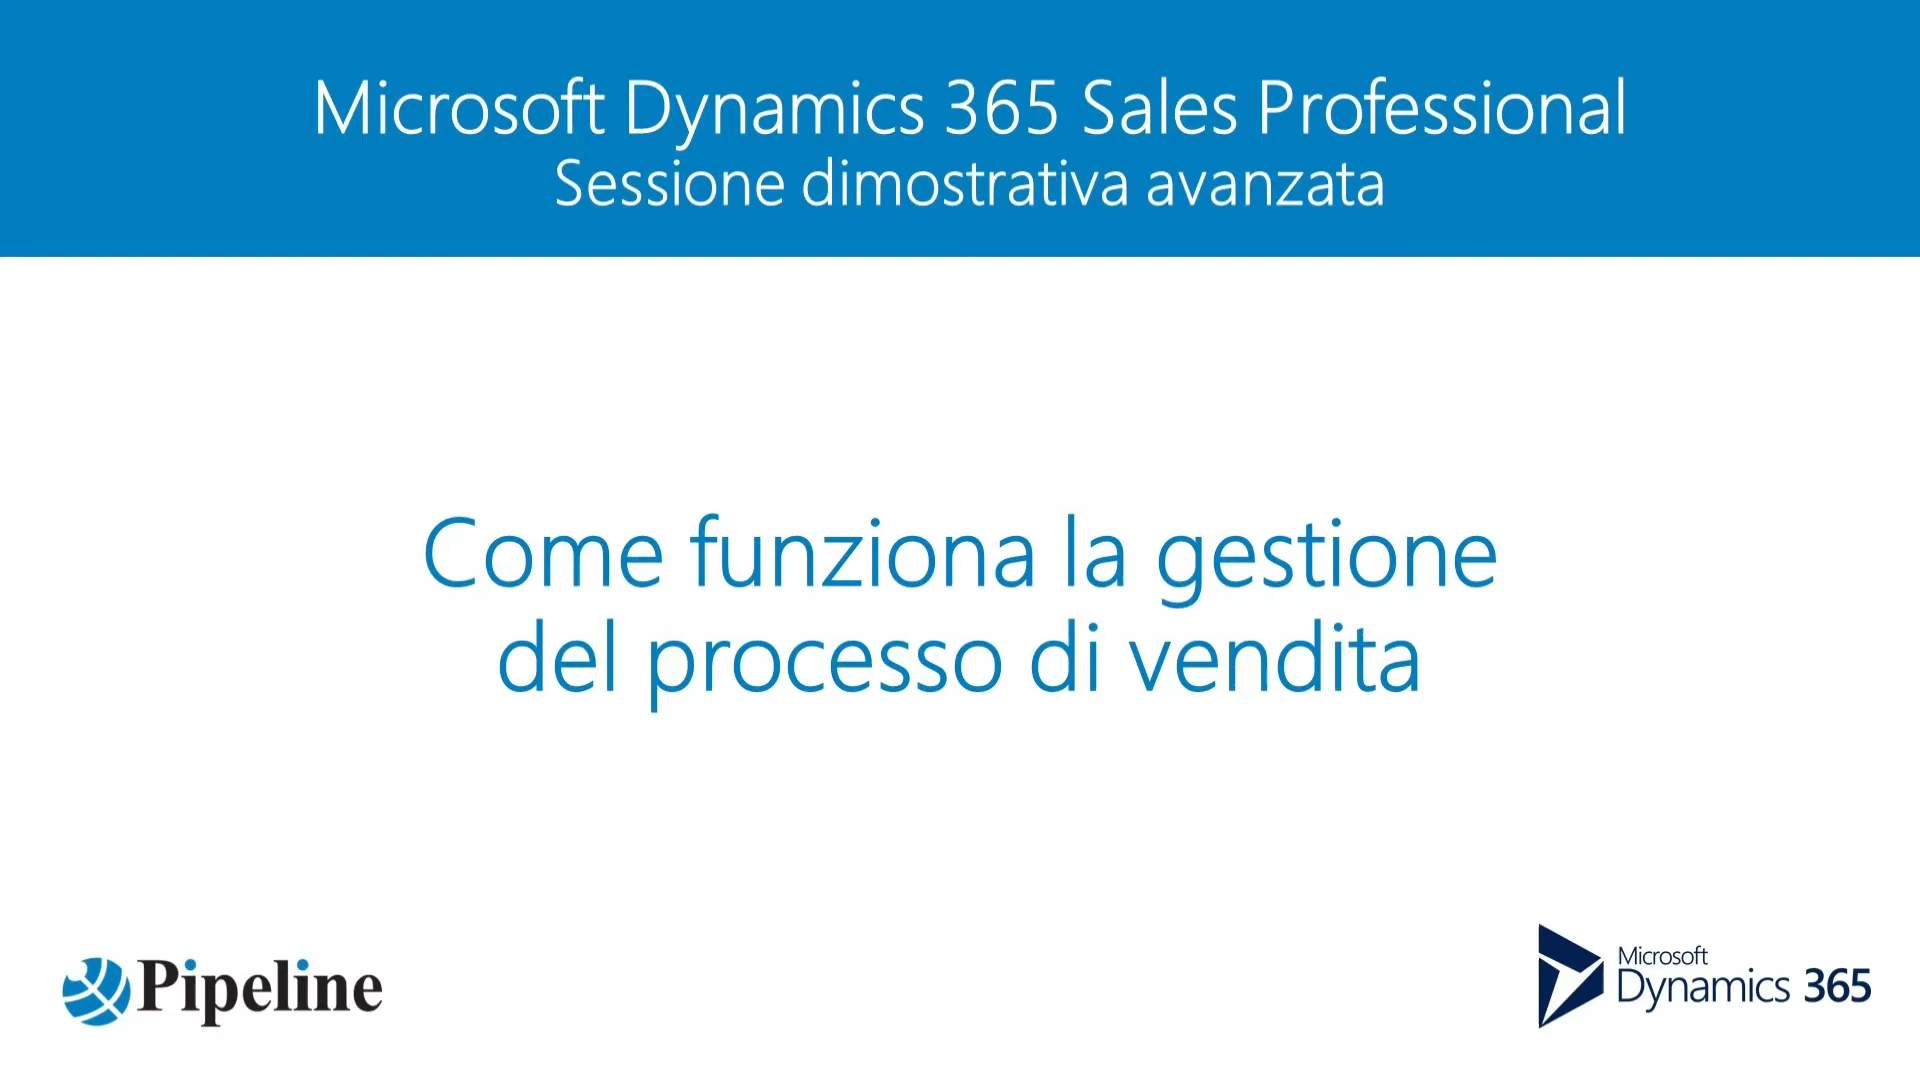 Microsoft Dynamics 365 Sales Professional
Sessione dimostrativa avanzata
Come funziona la gestione
del processo di vendita
Pipeline
Microsoft
Dynamics 365